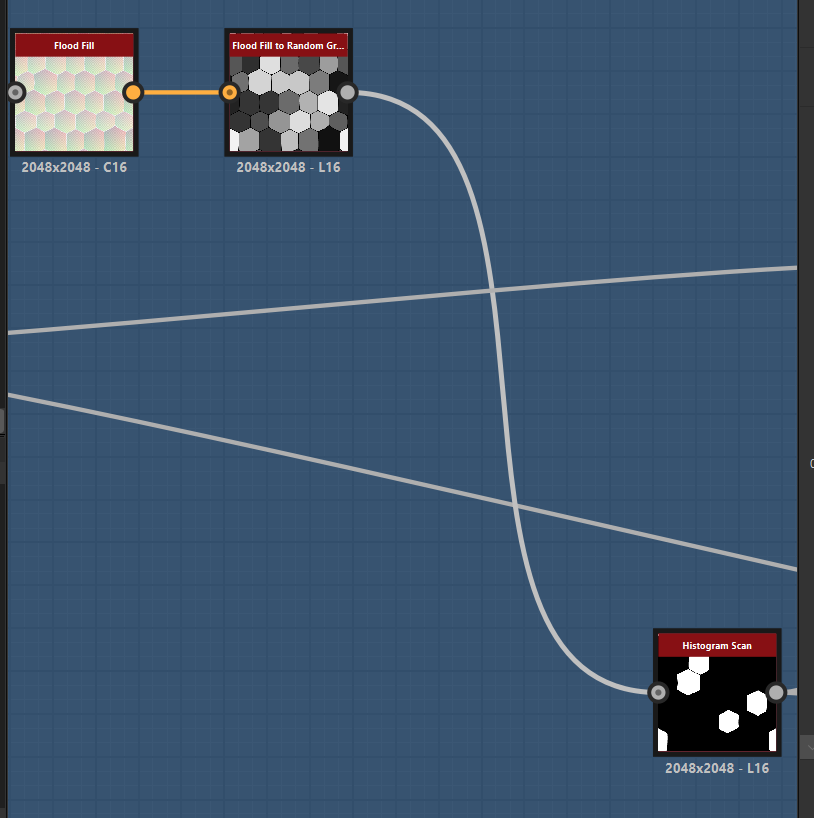 Flood Fill
Flood Fill to Random Gr...
2048x2048 - C16
2048x2048 - L16
Histogram Scan
2048x2048 - L16